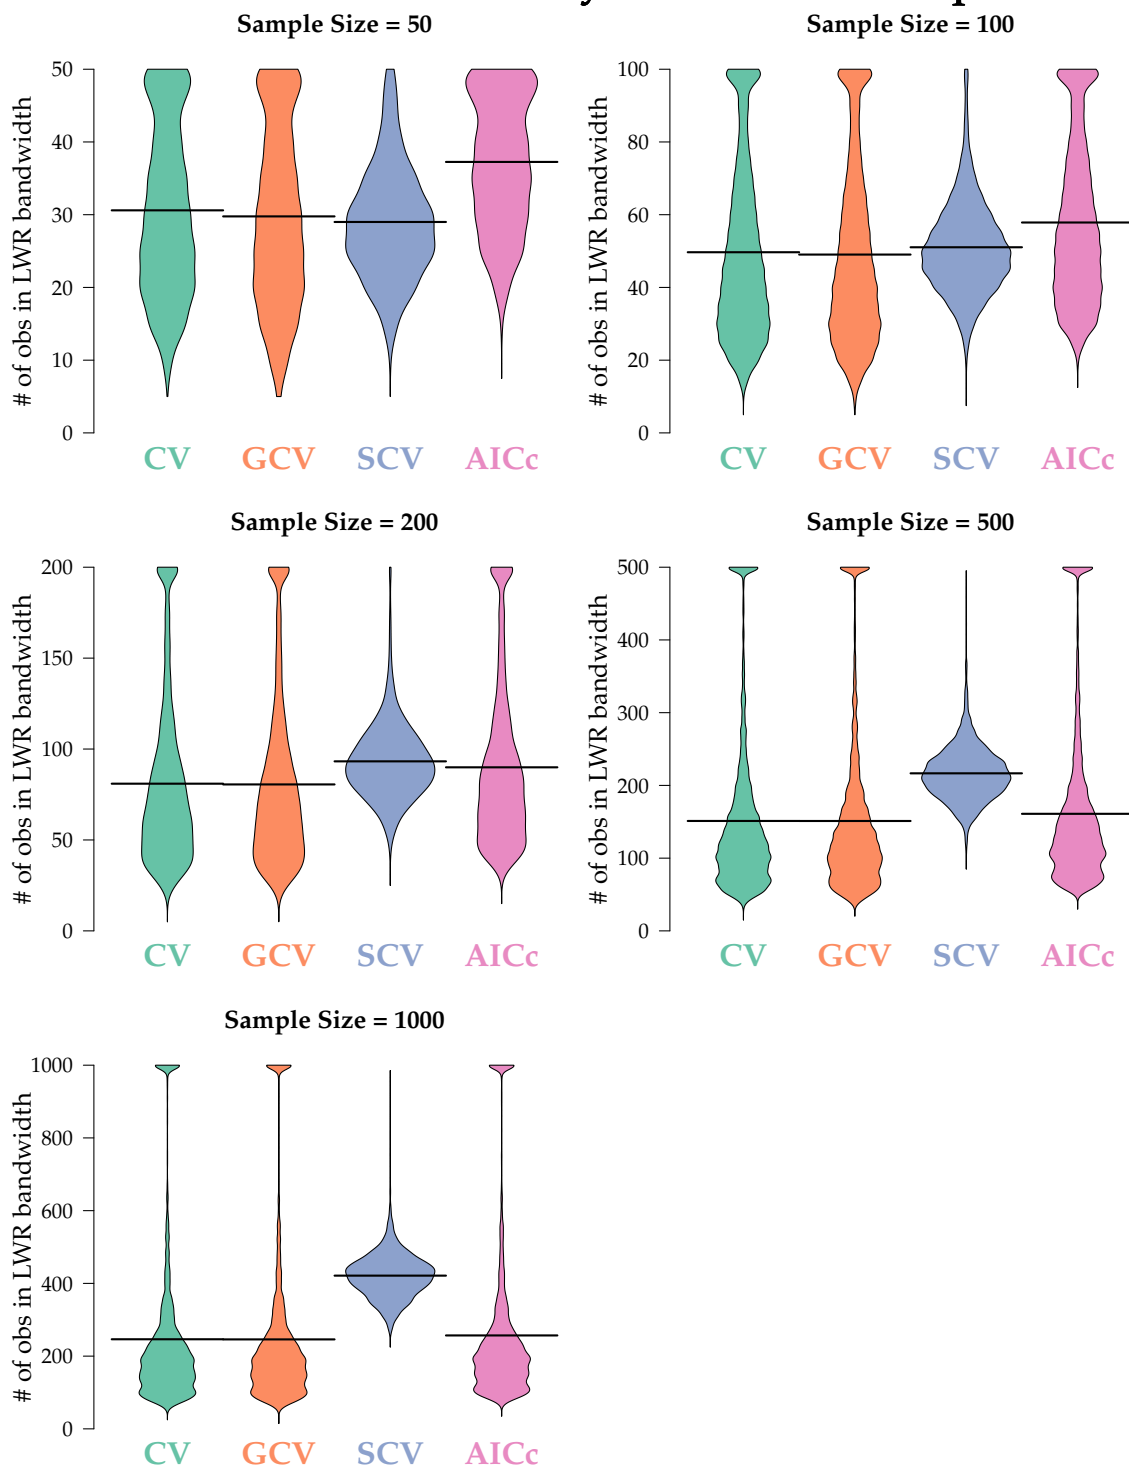 Sample Size = 50
# of obs in LWR bandwidth
50
40
30
20
10
0
CV GCV SCV AICc
Sample Size = 100
# of obs in LWR bandwidth
100
80
60
40
20
0
CV GCV SCV AICc
Sample Size = 200
# of obs in LWR bandwidth
200
150
100
50
0
CV GCV SCV AICc
Sample Size = 500
# of obs in LWR bandwidth
500
400
300
200
100
0
CV GCV SCV AICc
Sample Size = 1000
# of obs in LWR bandwidth
1000
800
600
400
200
0
CV GCV SCV AICc